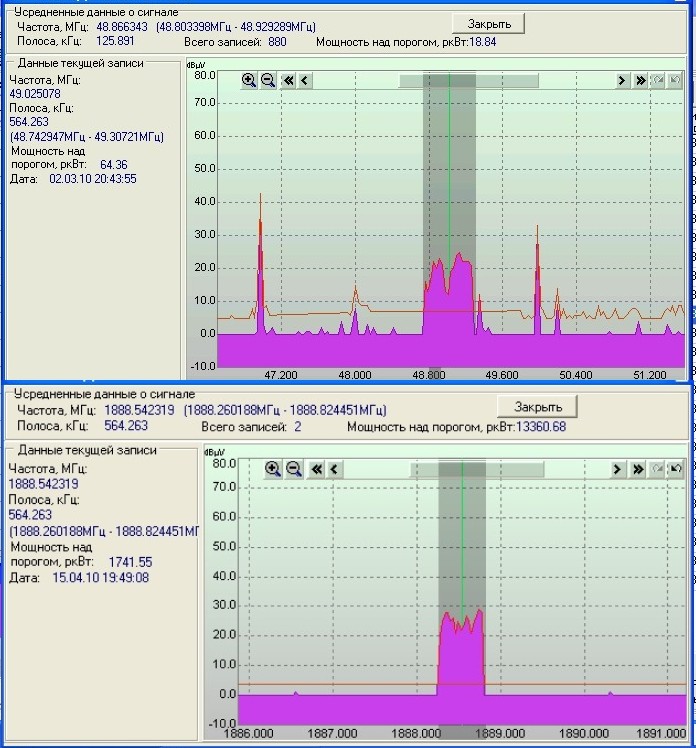 Усредненные данные о сигнале
Частота, МГц: 48.866343 (48.803398МГц - 48.929289МГц)
Закрыть
Полоса, кГц: 125.891 Всего записей: 880 Мощность над порогом, pкВт:18.84
Данные текущей записи
Частота, МГц:
49.025078
Полоса, кГц:
564.263
(48.742947МГц - 49.30721МГц)
Мощность над
порогом, pкВт: 64.36
Дата: 02.03.10 20:43:55
dBμV
80.0
70.0
60.0
50.0
40.0
30.0
20.0
10.0
0.0
-10.0
47.200 48.000 48.800 49.600 50.400 51.200
Усредненные данные о сигнале
Частота, МГц: 1888.542319 (1888.260188МГц - 1888.824451МГц)
Закрыть
Полоса, кГц: 564.263 Всего записей: 2 Мощность над порогом, pкВт:13360.68
Данные текущей записи
Частота, МГц:
1888.542319
Полоса, кГц:
564.263
(1888.260188МГц - 1888.824451МГ
Мощность над
порогом, pкВт: 1741.55
Дата: 15.04.10 19:49:08
dBμV
80.0
70.0
60.0
50.0
40.0
30.0
20.0
10.0
0.0
-10.0
1886.000 1887.000 1888.000 1889.000 1890.000 1891.000